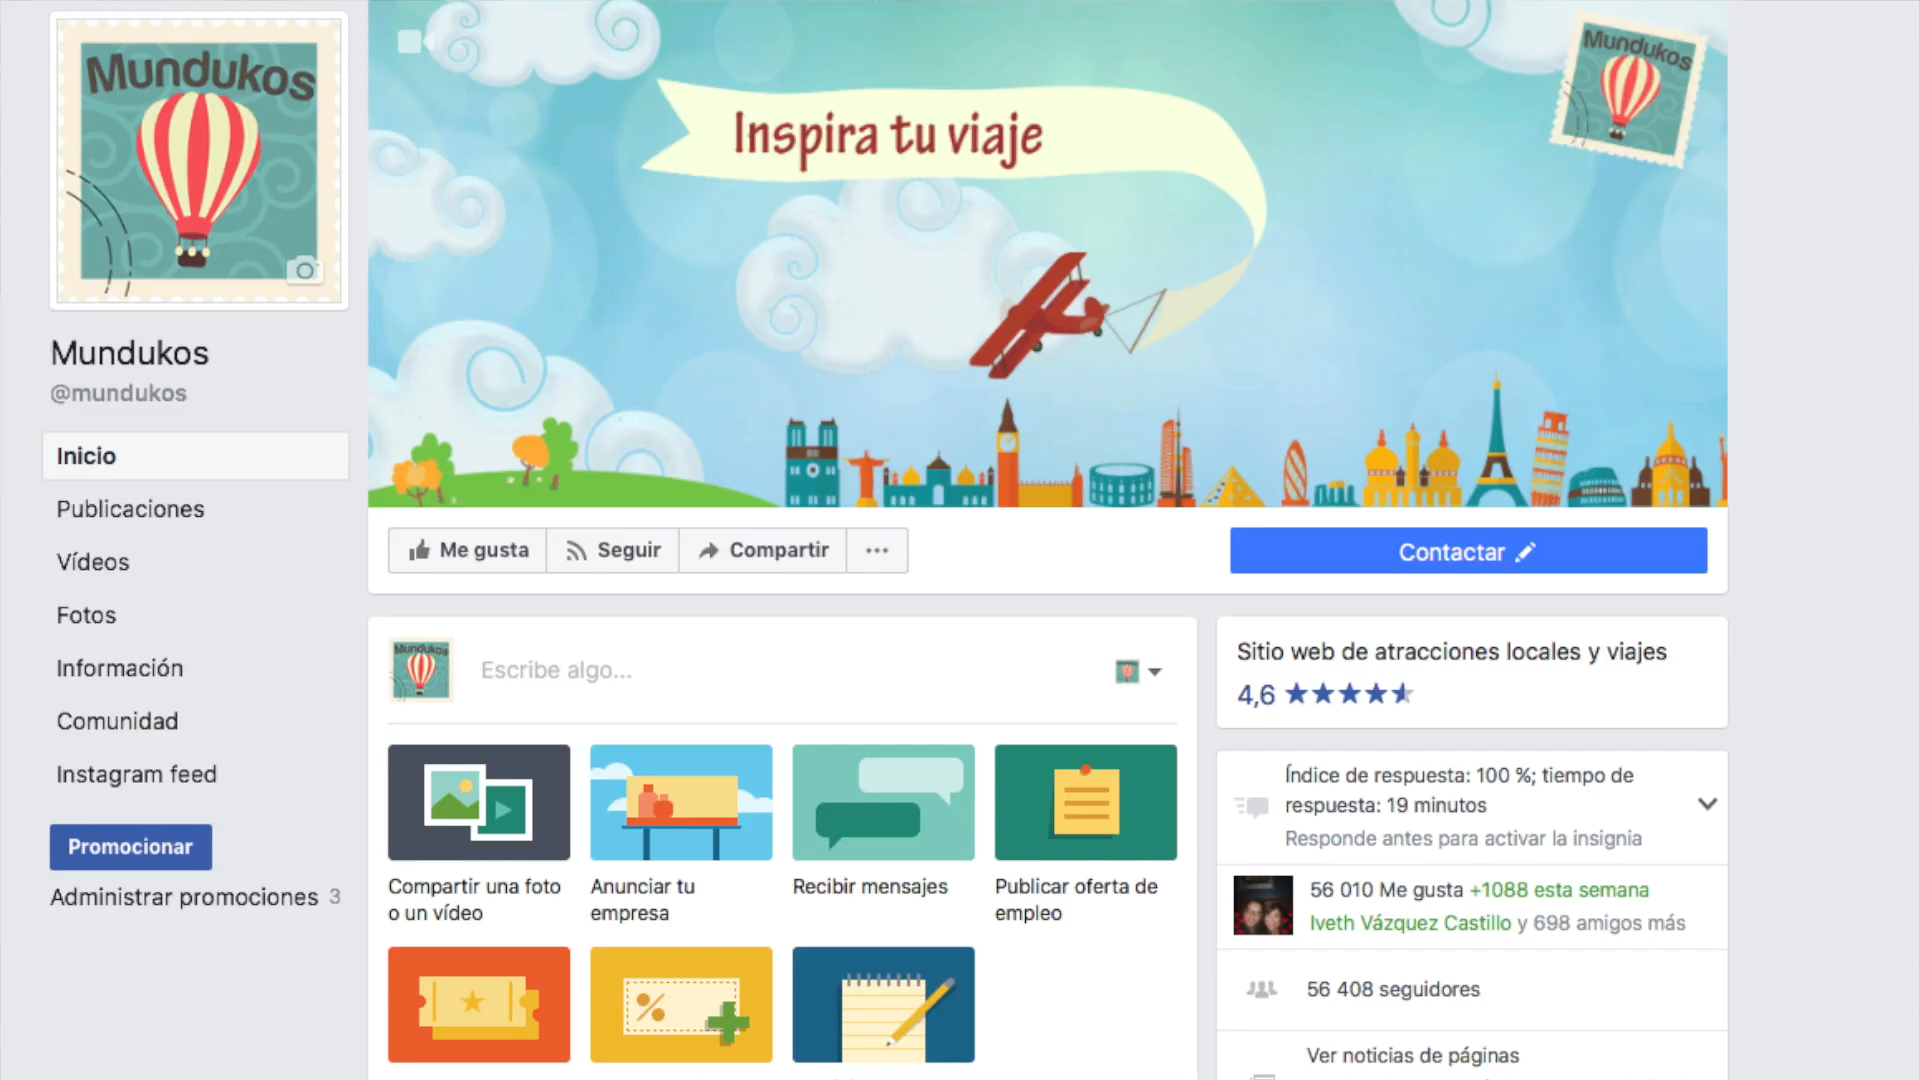 Mundukos
Inspira tu viaje
Mundukos
Mundukos
@mundukos
Inicio
Publicaciones
Vídeos
Fotos
Información
Comunidad
Instagram feed
Promocionar
Administrar promociones 3
Me gusta
Seguir
Compartir
Contactar
Mundukos
Escribe algo...
Compartir una foto
o un vídeo
Anunciar tu
empresa
Recibir mensajes
Publicar oferta de
empleo
Sitio web de atracciones locales y viajes
4,6
Índice de respuesta: 100 %; tiempo de
respuesta: 19 minutos
Responde antes para activar la insignia
56 010 Me gusta +1088 esta semana
Iveth Vázquez Castillo y 698 amigos más
56 408 seguidores
Ver noticias de páginas